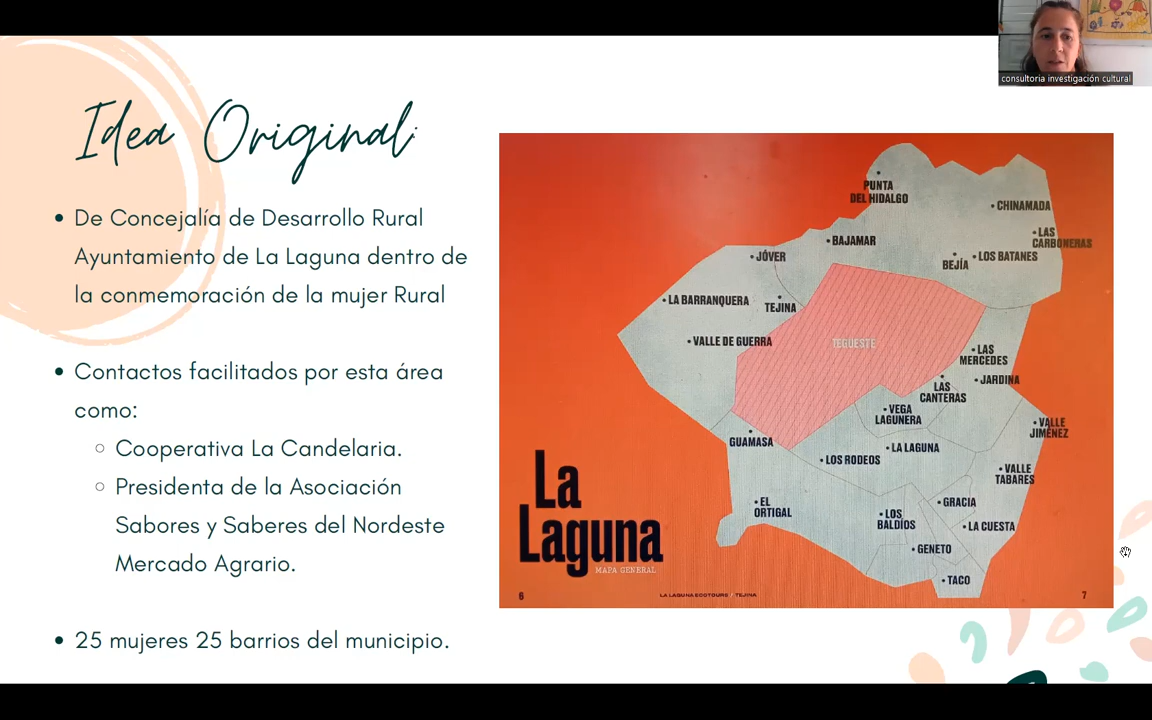 consultoria investigación cultural
Idea Original:
De Concejalía de Desarrollo Rural
Ayuntamiento de La Laguna dentro de
la conmemoración de la mujer Rural
Contactos facilitados por esta área
como:
Cooperativa La Candelaria.
Presidenta de la Asociación
Sabores y Saberes del Nordeste
Mercado Agrario.
25 mujeres 25 barrios del municipio.
PUNTA
DEL HIDALGO
CHINAMADA
LAS
CARBONERAS
BAJAMAR
JÓVER
BEJÍA
LOS BATANES
LA BARRANQUERA
TEJINA
VALLE DE GUERRA
TEGUESTE
LAS
MERCEDES
JARDINA
LAS
CANTERAS
VEGA
LAGUNERA
VALLE
JIMÉNEZ
GUAMASA
LA LAGUNA
LOS RODEOS
VALLE
TABARES
EL
ORTIGAL
GRACIA
LOS
BALDÍOS
LA CUESTA
GENETO
TACO
La
Laguna
MAPA GENERAL
6
LA LAGUNA ECOTOURS / TEJINA
7